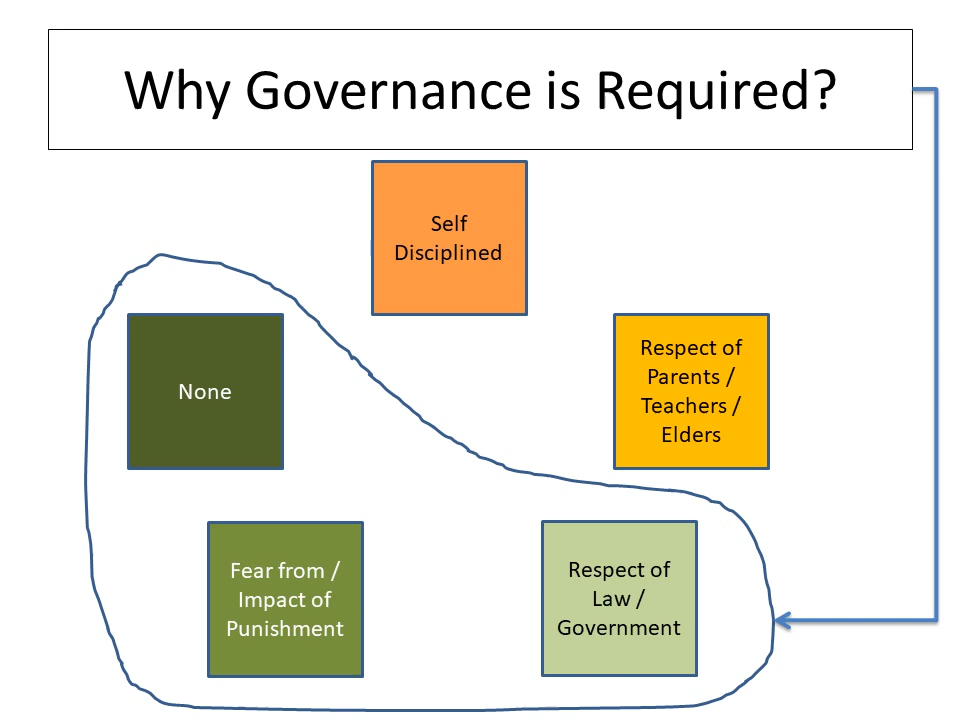 Why Governance is Required?
Self
Disciplined
None
Respect of
Parents /
Teachers /
Elders
Fear from /
Impact of
Punishment
Respect of
Law /
Government